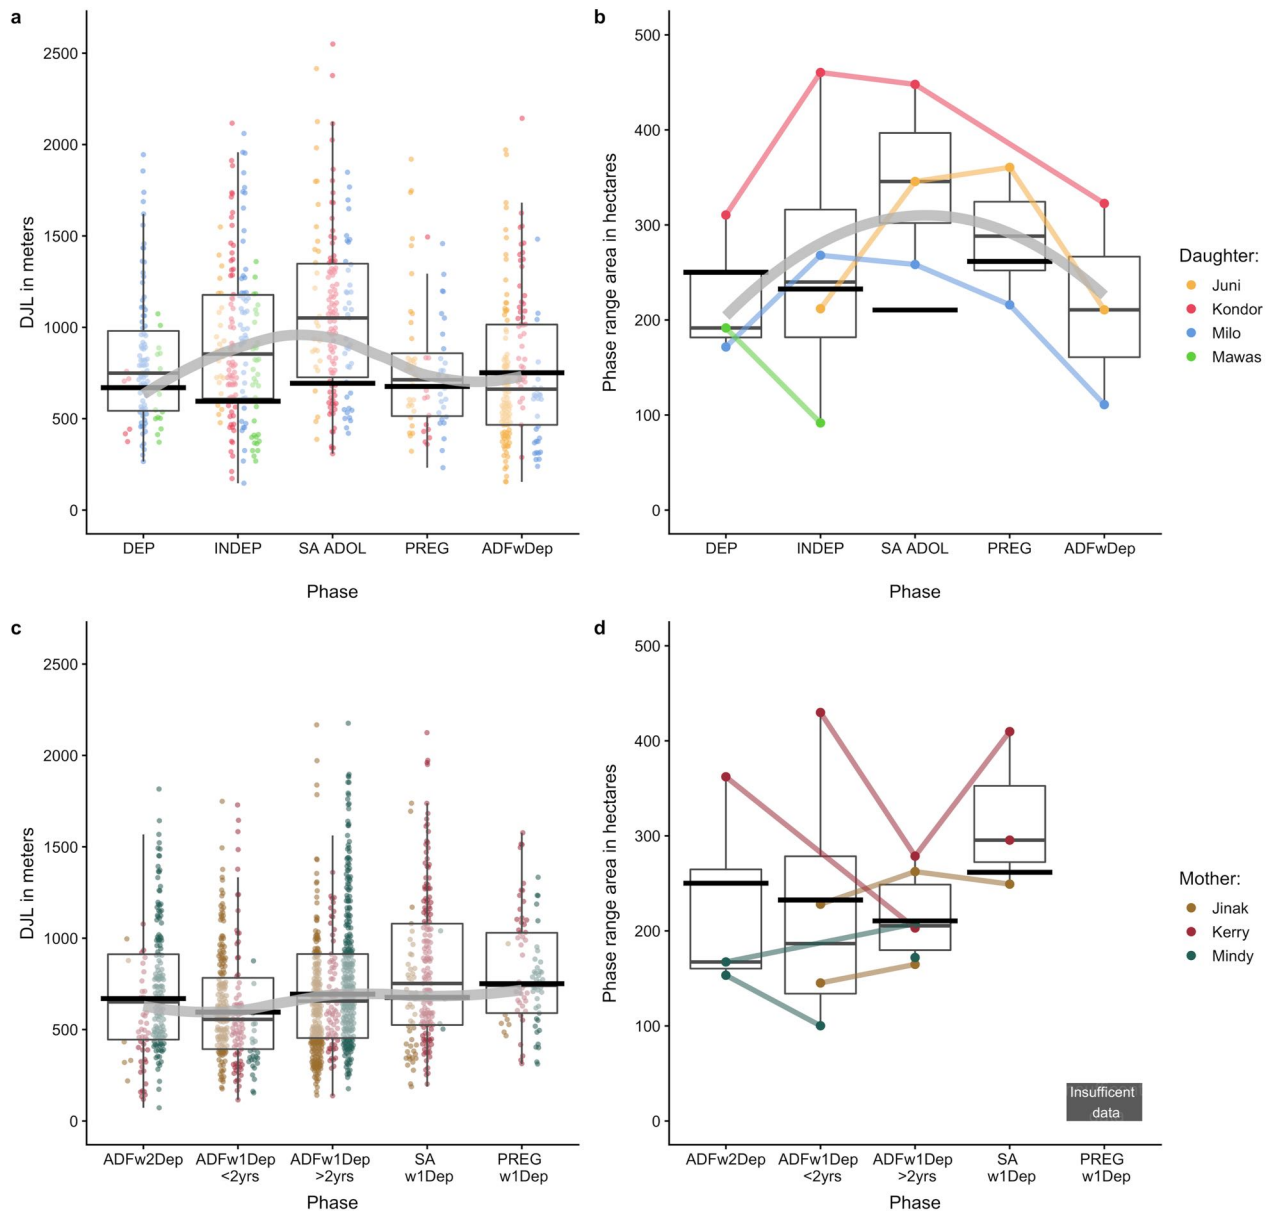 a
2500
2000
1500
1000
500
0
DJL in meters
DEP INDEP SA ADOL PREG ADFwDep
Phase
b
500
400
300
200
100
0
Phase range area in hectares
DEP INDEP SA ADOL PREG ADFwDep
Phase
Daughter:
Juni
Kondor
Milo
Mawas
c
2500
2000
1500
1000
500
0
DJL in meters
ADFw2Dep ADFw1Dep ADFw1Dep SA PREG
<2yrs >2yrs w1Dep w1Dep
Phase
d
500
400
300
200
100
0
Phase range area in hectares
Insufficent
data
ADFw2Dep ADFw1Dep ADFw1Dep SA PREG
<2yrs >2yrs w1Dep w1Dep
Phase
Mother:
Jinak
Kerry
Mindy